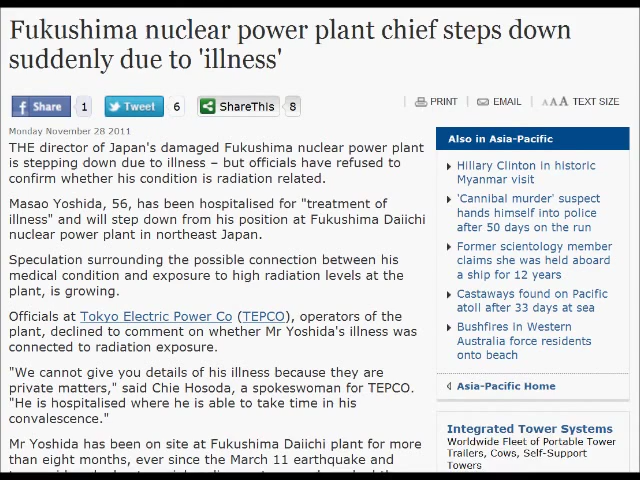 Fukushima nuclear power plant chief steps down
suddenly due to 'illness'
Share 1 Tweet 6 ShareThis 8
PRINT EMAIL AAA TEXT SIZE
Monday November 28 2011
THE director of Japan's damaged Fukushima nuclear power plant
is stepping down due to illness – but officials have refused to
confirm whether his condition is radiation related.
Masao Yoshida, 56, has been hospitalised for "treatment of
illness" and will step down from his position at Fukushima Daiichi
nuclear power plant in northeast Japan.
Speculation surrounding the possible connection between his
medical condition and exposure to high radiation levels at the
plant, is growing.
Officials at Tokyo Electric Power Co (TEPCO), operators of the
plant, declined to comment on whether Mr Yoshida's illness was
connected to radiation exposure.
"We cannot give you details of his illness because they are
private matters," said Chie Hosoda, a spokeswoman for TEPCO.
"He is hospitalised where he is able to take time in his
convalescence."
Mr Yoshida has been on site at Fukushima Daiichi plant for more
than eight months, ever since the March 11 earthquake and
Also in Asia-Pacific
Hillary Clinton in historic
Myanmar visit
'Cannibal murder' suspect
hands himself into police
after 50 days on the run
Former scientology member
claims she was held aboard
a ship for 12 years
Castaways found on Pacific
atoll after 33 days at sea
Bushfires in Western
Australia force residents
onto beach
Asia-Pacific Home
Integrated Tower Systems
Worldwide Fleet of Portable Tower
Trailers, Cows, Self-Support
Towers